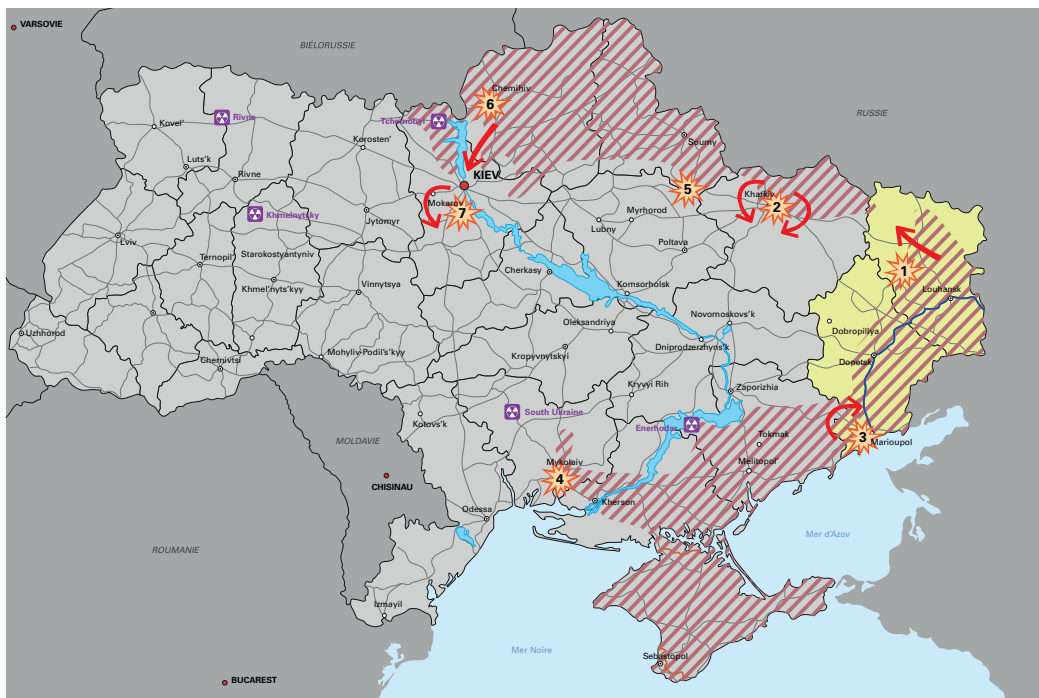 VARSOVIE
BIÉLORUSSIE
Chernihiv
6
Kovel'
Rivne
Tchernobyl
RUSSIE
Korosten'
Soumy
Luts'k
Rivne
KIEV
5
Kharkiv
2
Mokarov
7
Khmelnytsky
Jytomyr
Myrhorod
Lubny
Lviv
Starokostyantyniv
Poltava
Ternopil'
Cherkasy
1
Khmel'nyts'kyy
Vinnytsya
Komsorholsk
Louhansk
Novomoskovs'k
Oleksandriya
Uzhhorod
Dobropillya
Dniprodzerzhyns'k
Mohyliv-Podil's'kyy
Kropyvnytskyi
Chernivtsi
Donetsk
Kryvyi Rih
Zaporizhia
South Ukraine
Kotovs'k
Enerhodar
MOLDAVIE
Tokmak
3
Marioupol
Mykolaiv
4
Melitopol'
CHISINAU
Kherson
Odessa
Mer d'Azov
ROUMANIE
Izmayil
Mer Noire
Sebastopol
BUCAREST